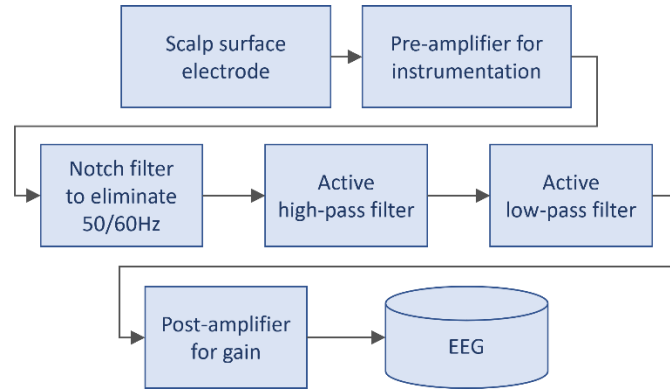 Scalp surface
electrode
Pre-amplifier for
instrumentation
Notch filter
to eliminate
50/60Hz
Active
high-pass filter
Active
low-pass filter
Post-amplifier
for gain
EEG